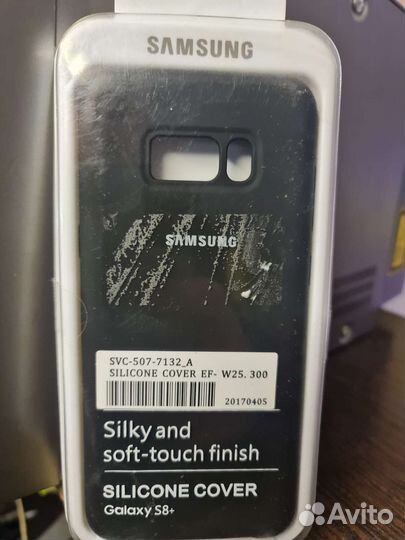 SAMSUNG
SAMSUNG
SVC-507-7132_A
SILICONE COVER EF- W25.300
20170405
Silky and
soft-touch finish
SILICONE COVER
Galaxy S8+
Avito